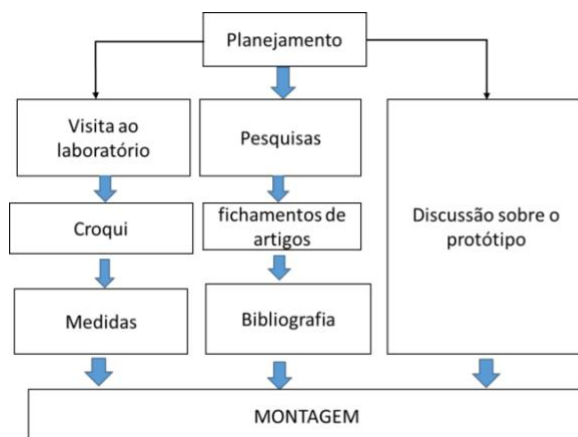 Planejamento
Visita ao
laboratório
Pesquisas
Discussão sobre o
protótipo
Croqui
fichamentos de
artigos
Medidas
Bibliografia
MONTAGEM